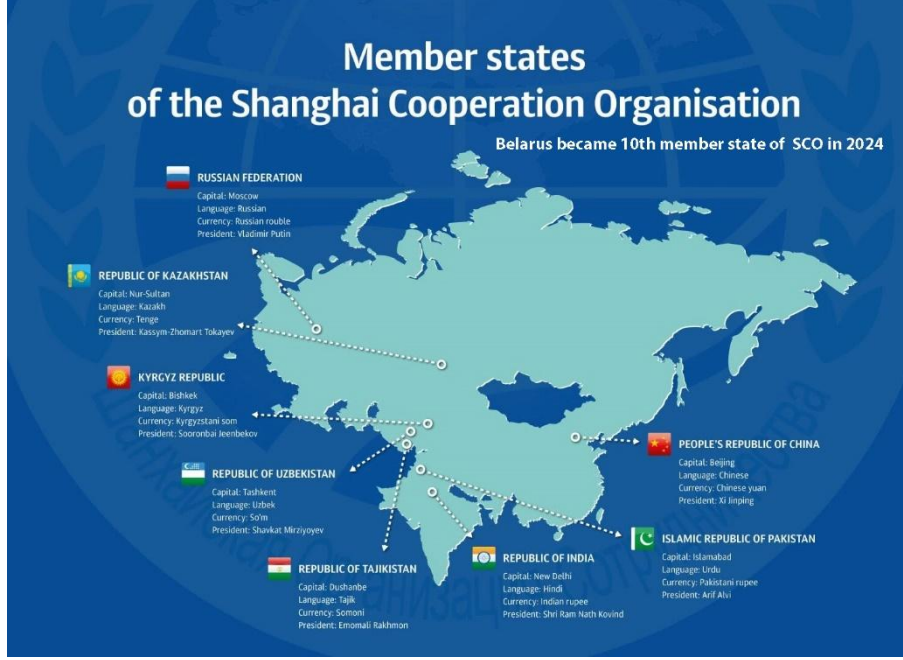 Member states
of the Shanghai Cooperation Organisation
Belarus became 10th member state of SCO in 2024
RUSSIAN FEDERATION
Capital: Moscow
Language: Russian
Currency: Russian rouble
President: Vladimir Putin
REPUBLIC OF KAZAKHSTAN
Capital: Nur-Sultan
Language: Kazakh
Currency: Tenge
President: Kassym-Zhomart Tokayev
KYRGYZ REPUBLIC
Capital: Bishkek
Language: Kyrgyz
Currency: Kyrgyzstani som
President: Sooronbai Jeenbekov
REPUBLIC OF UZBEKISTAN
Capital: Tashkent
Language: Uzbek
Currency: So'm
President: Shavkat Mirziyoyev
REPUBLIC OF TAJIKISTAN
Capital: Dushanbe
Language: Tajik
Currency: Somoni
President: Emomali Rakhmon
REPUBLIC OF INDIA
Capital: New Delhi
Language: Hindi
Currency: Indian rupee
President: Shri Ram Nath Kovind
ISLAMIC REPUBLIC OF PAKISTAN
Capital: Islamabad
Language: Urdu
Currency: Pakistani rupee
President: Arif Alvi
PEOPLE'S REPUBLIC OF CHINA
Capital: Beijing
Language: Chinese
Currency: Chinese yuan
President: Xi Jinping